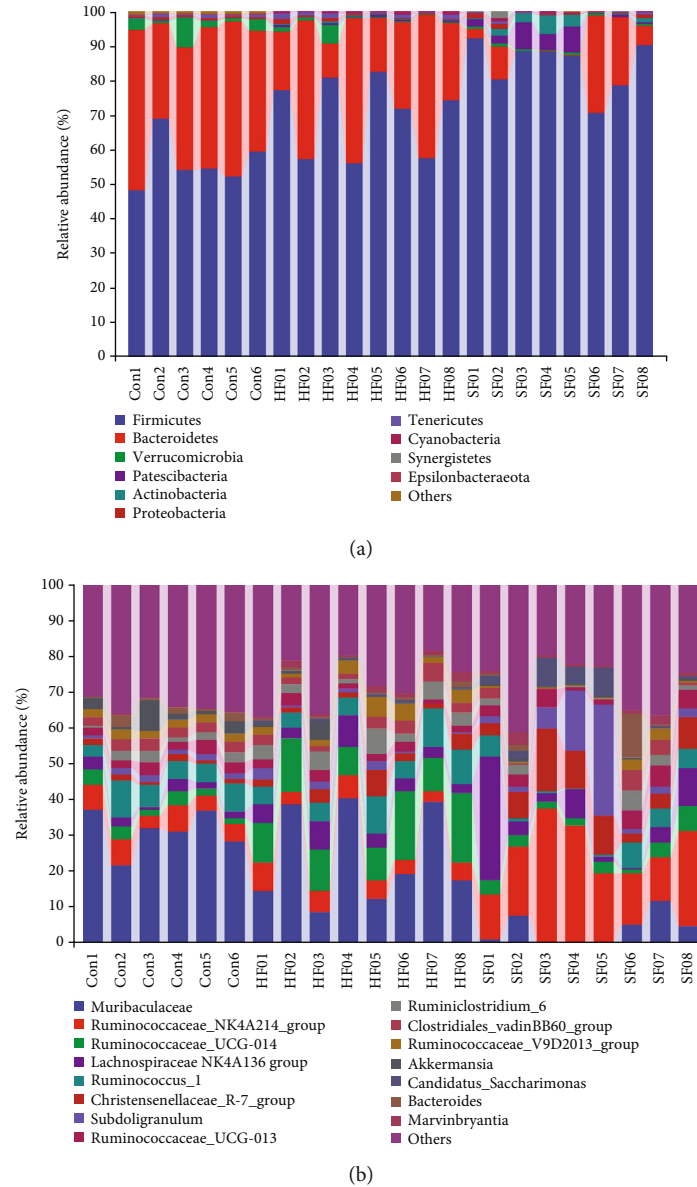 100
90
80
70
60
50
40
30
20
10
0
Relative abundance (%)
Con1
Con2
Con3
Con4
Con5
Con6
HF01
HF02
HF03
HF04
HF05
HF06
HF07
HF08
SF01
SF02
SF03
SF04
SF05
SF06
SF07
SF08
Firmicutes
Bacteroidetes
Verrucomicrobia
Patescibacteria
Actinobacteria
Proteobacteria
Tenericutes
Cyanobacteria
Synergistetes
Epsilonbacteraeota
Others
(a)
100
90
80
70
60
50
40
30
20
10
0
Relative abundance (%)
Con1
Con2
Con3
Con4
Con5
Con6
HF01
HF02
HF03
HF04
HF05
HF06
HF07
HF08
SF01
SF02
SF03
SF04
SF05
SF06
SF07
SF08
Muribaculaceae
Ruminococcaceae_NK4A214_group
Ruminococcaceae_UCG-014
Lachnospiraceae NK4A136 group
Ruminococcus_1
Christensenellaceae_R-7_group
Subdoligranulum
Ruminococcaceae_UCG-013
Ruminiclostridium_6
Clostridiales_vadinBB60_group
Ruminococcaceae_V9D2013_group
Akkermansia
Candidatus_Saccharimonas
Bacteroides
Marvinbryantia
Others
(b)